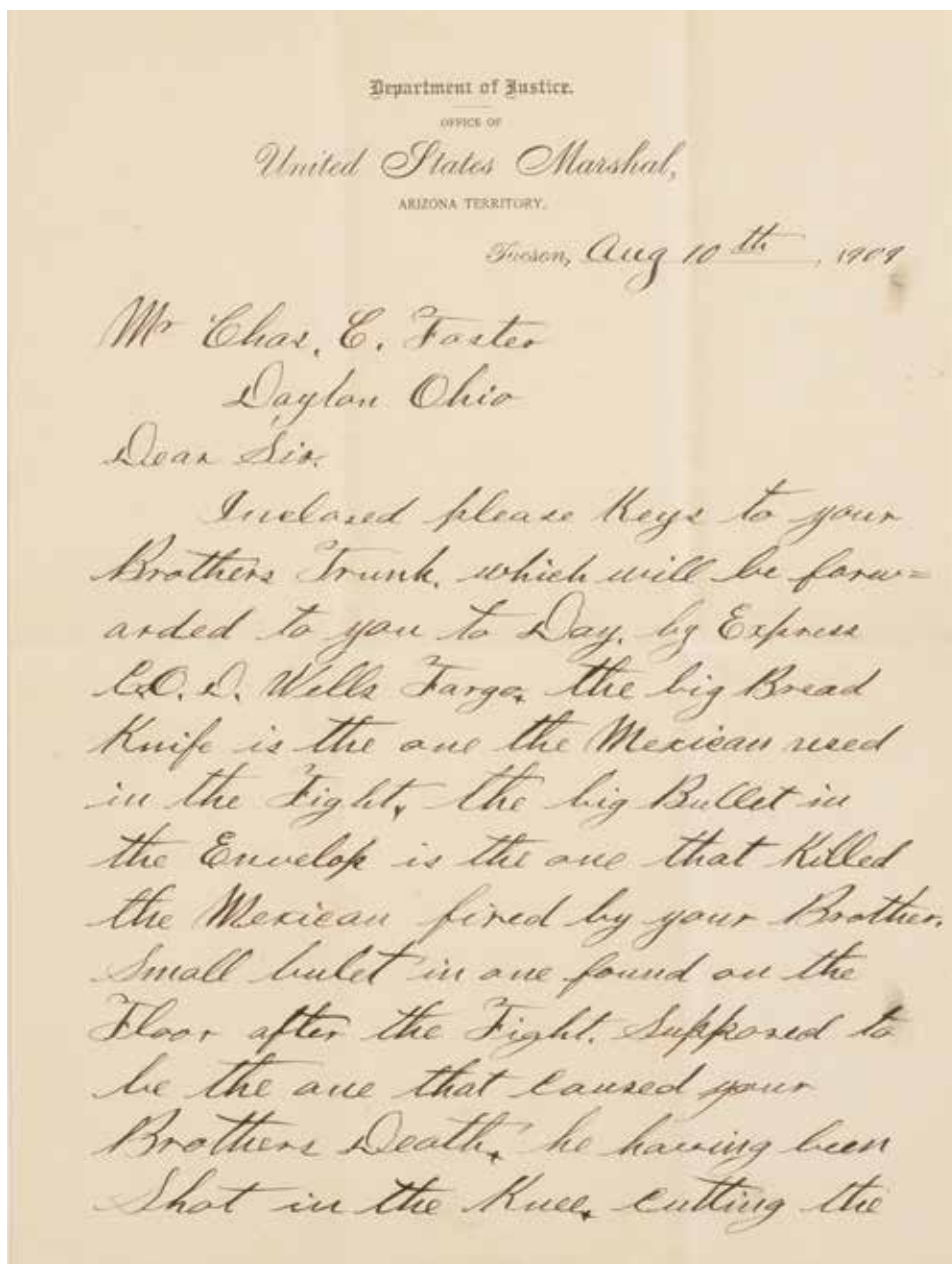 Department of Justice.
OFFICE OF
United States Marshal,
ARIZONA TERRITORY.
Tucson, Aug 10th, 1909
Mr Chas. E. Foster
Dayton Ohio
Dear Sir.
Inclosed please Keys to your
Brothers Trunk. which will be forw=
arded to you to Day. by Express
C.O.D. Wells Fargo. the big Bread
Knife is the one the Mexican used
in the Fight. the big Bullet in
the Envelop is the one that Killed
the Mexican fired by your Brother.
Small bulet in one found on the
Floor after the Fight. Supposed to
be the one that caused your
Brothers Death. he having been
Shot in the Knee. cutting the